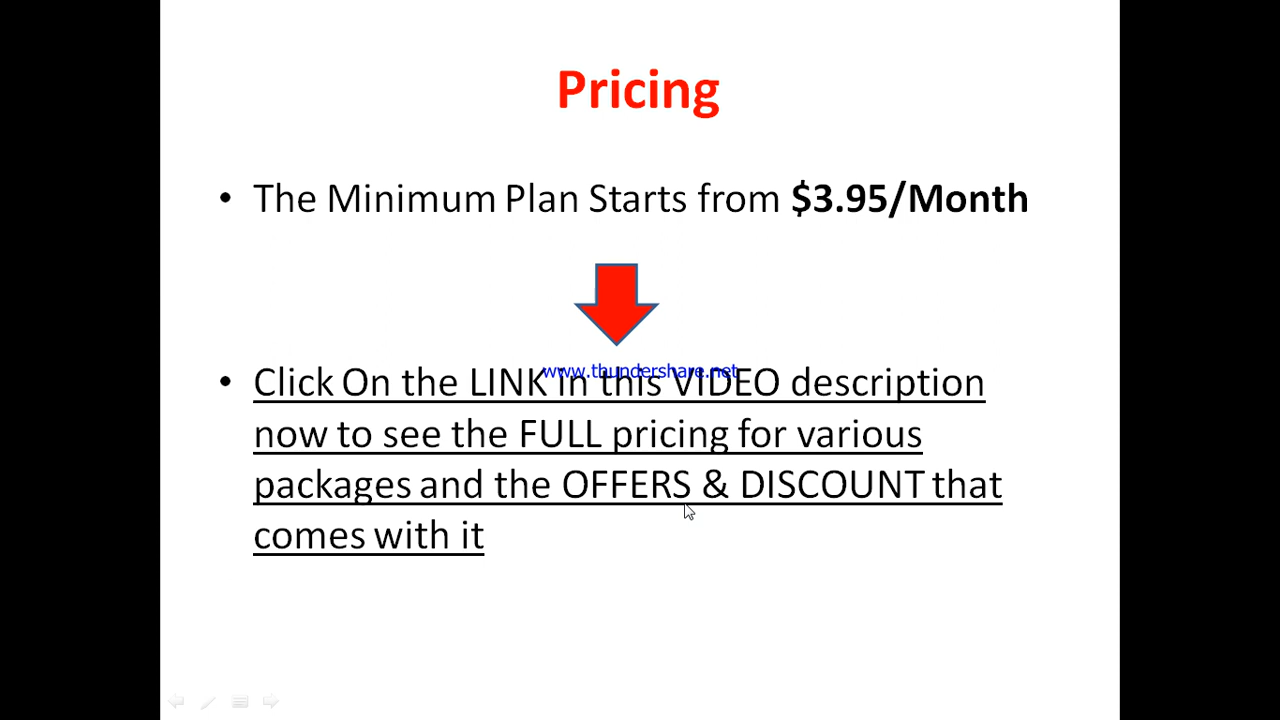 Pricing
• The Minimum Plan Starts from $3.95/Month
www.thundershare.net
• Click On the LINK in this VIDEO description
now to see the FULL pricing for various
packages and the OFFERS & DISCOUNT that
comes with it